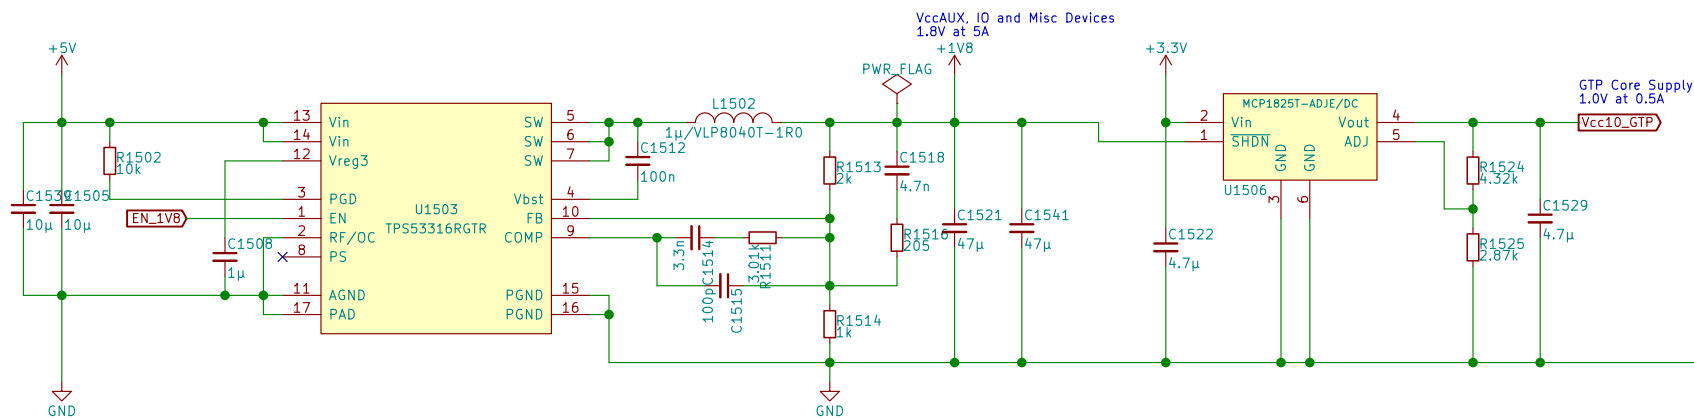 VccAUX, IO and Misc Devices
1.8V at 5A
+5V
+1V8
+3.3V
PWR_FLAG
GTP Core Supply
1.0V at 0.5A
Vcc10_GTP
L1502
1µ/VLP8040T-1R0
MCP1825T-ADJE/DC
13 Vin
14 Vin
12 Vreg3
3 PGD
1 EN
2 RF/OC
8 PS
11 AGND
17 PAD
U1503
TPS53316RGTR
SW 5
SW 6
SW 7
Vbst 4
FB 10
COMP 9
PGND 15
PGND 16
2 Vin
1 SHDN
Vout 4
ADJ 5
GND 3
GND 6
U1506
R1502
10k
C1539
10µ
C1505
10µ
EN_1V8
C1508
1µ
C1512
100n
R1513
2k
C1518
4.7n
R1516
205
C1514
3.3n
R1511
3.01k
C1515
100p
R1514
1k
C1521
47µ
C1541
47µ
C1522
4.7µ
R1524
4.32k
R1525
2.87k
C1529
4.7µ
GND
GND